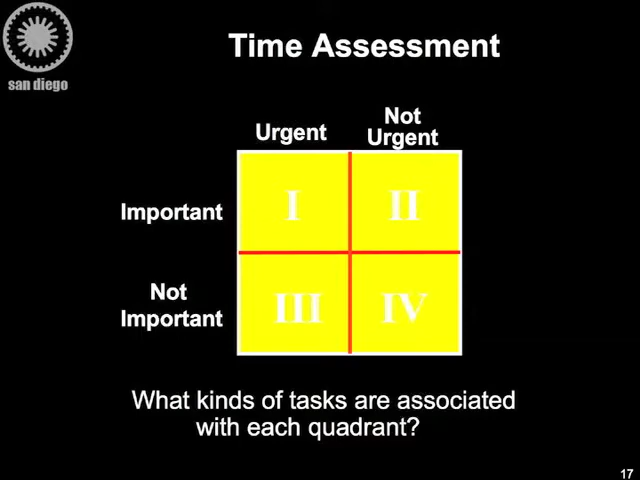 san diego
Time Assessment
Urgent
Not
Urgent
Important
I
II
Not
Important
III
IV
What kinds of tasks are associated
with each quadrant?
17